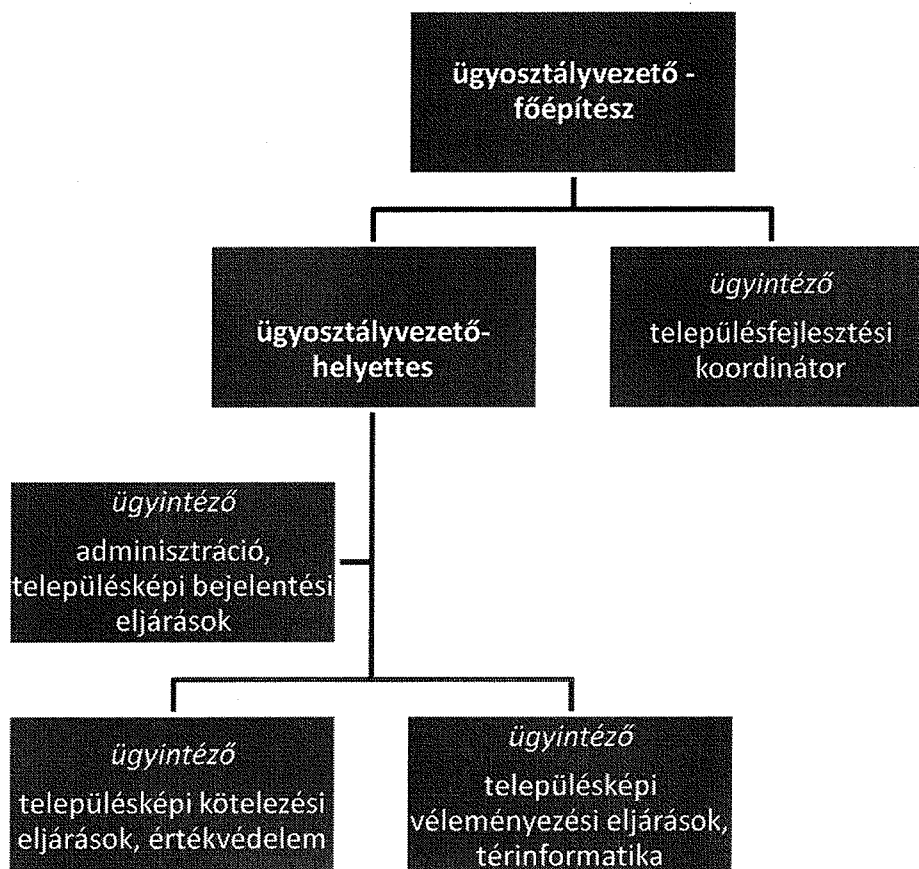 ügyosztályvezető -
főépítész
ügyosztályvezető-
helyettes
ügyintéző
településfejlesztési
koordinátor
ügyintéző
adminisztráció,
településképi bejelentési
eljárások
ügyintéző
településképi kötelezési
eljárások, értékvédelem
ügyintéző
településképi
véleményezési eljárások,
térinformatika